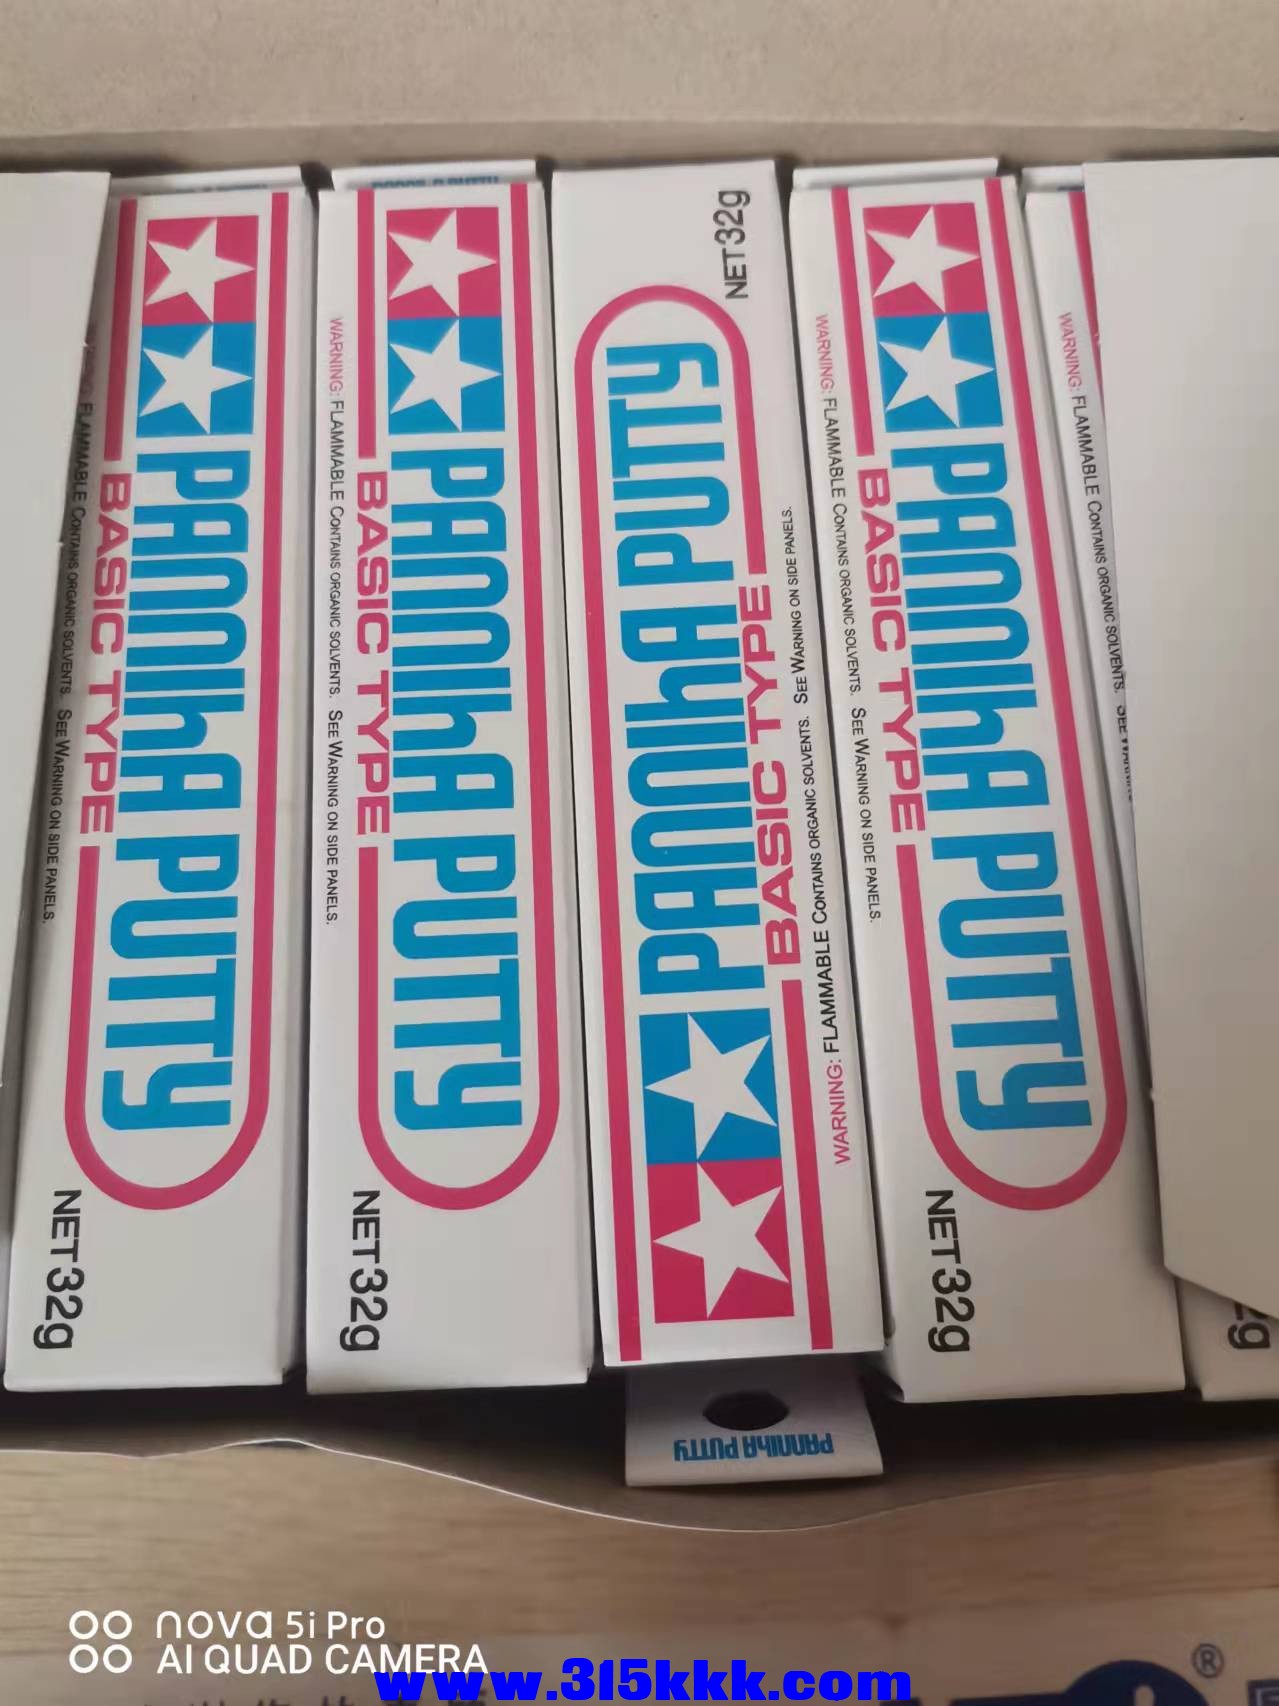 PANNIhA PUTTY
BASIC TYPE
FLAMMABLE CONTAINS ORGANIC SOLVENTS. SEE WARNING ON SIDE PANELS.
NET 32g
PANNIhA PUTTY
BASIC TYPE
WARNING: FLAMMABLE CONTAINS ORGANIC SOLVENTS. SEE WARNING ON SIDE PANELS.
NET 32g
PANNIhA PUTTY
BASIC TYPE
WARNING: FLAMMABLE CONTAINS ORGANIC SOLVENTS. SEE WARNING ON SIDE PANELS.
NET 32g
PANNIhA PUTTY
PANNIhA PUTTY
BASIC TYPE
WARNING: FLAMMABLE CONTAINS ORGANIC SOLVENTS. SEE WARNING ON SIDE PANELS.
NET 32g
WARNING: FLAMMABLE CONTAINS ORGANIC SOLVENTS.
nova 5i Pro
AI QUAD CAMERA
www.315kkk.com
®